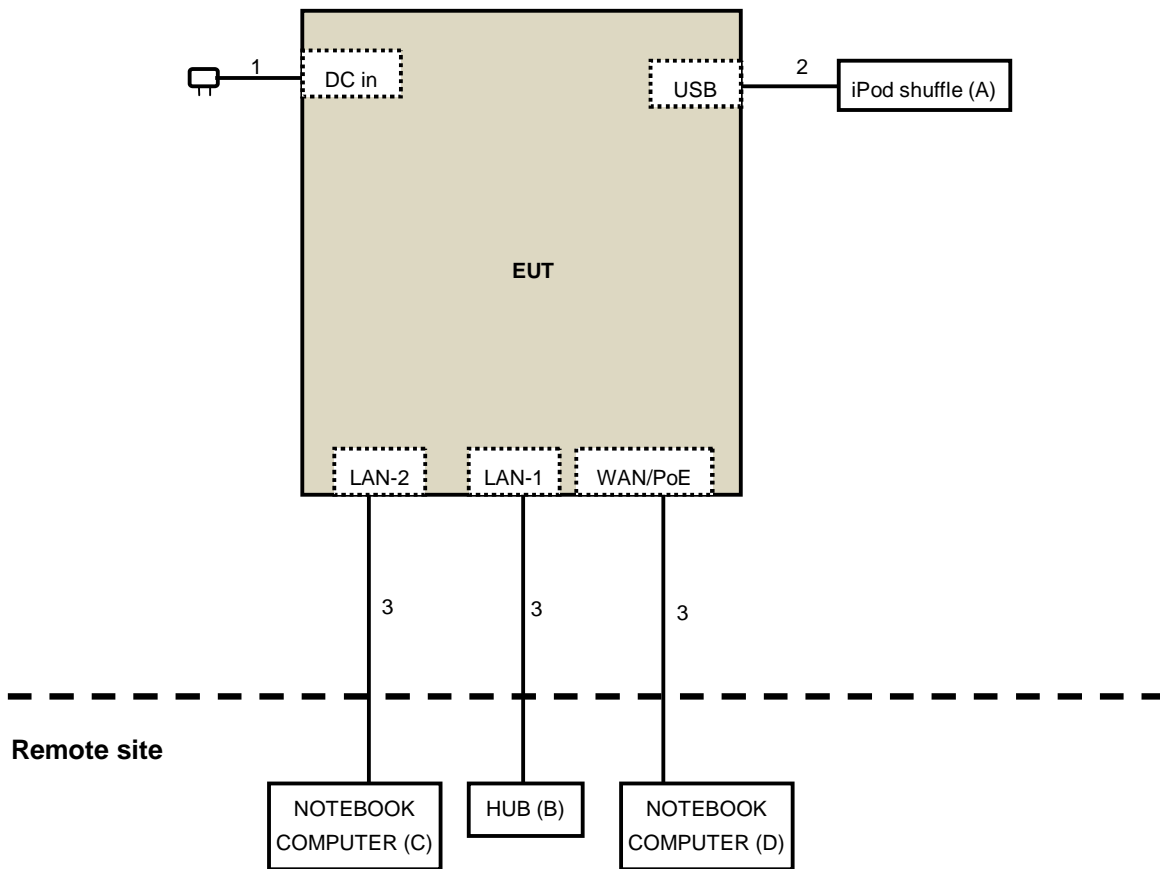 1
DC in
USB
2
iPod shuffle (A)
EUT
LAN-2
LAN-1
WAN/PoE
3
3
3
Remote site
NOTEBOOK
COMPUTER (C)
HUB (B)
NOTEBOOK
COMPUTER (D)